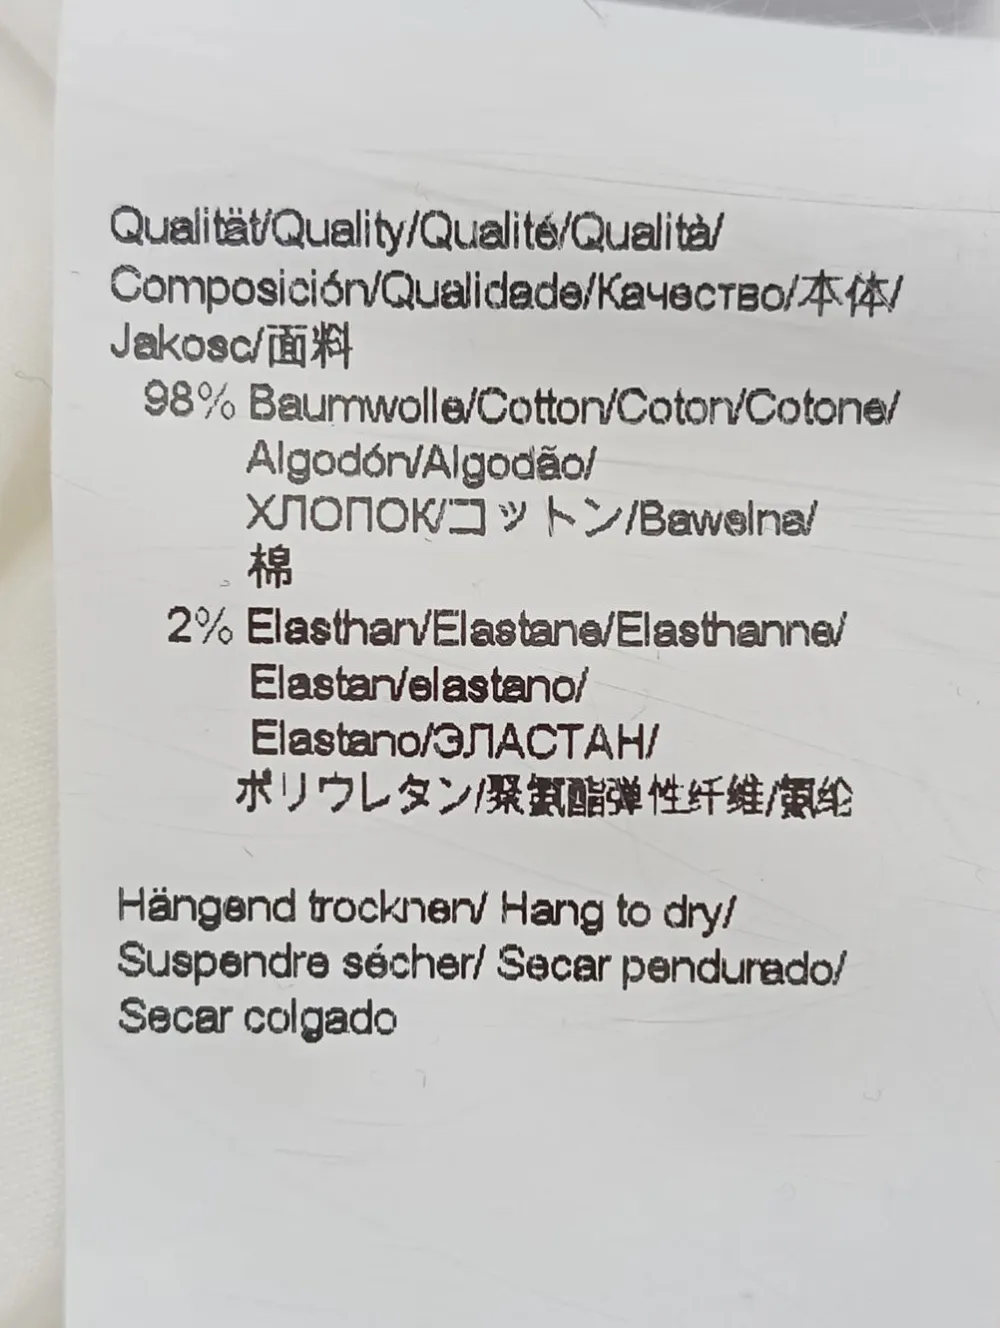 Qualität/Quality/Qualité/Qualità/
Composición/Qualidade/Качество/本体/
Jakosc/面料
98% Baumwolle/Cotton/Coton/Cotone/
Algodón/Algodão/
ХЛОПОК/コットン/Bawelna/
棉
2% Elasthan/Elastane/Elasthanne/
Elastan/elastano/
Elastano/ЭЛАСТАН/
ポリウレタン/聚氨酯弹性纤维/氨纶
Hängend trocknen/ Hang to dry/
Suspendre sécher/ Secar pendurado/
Secar colgado